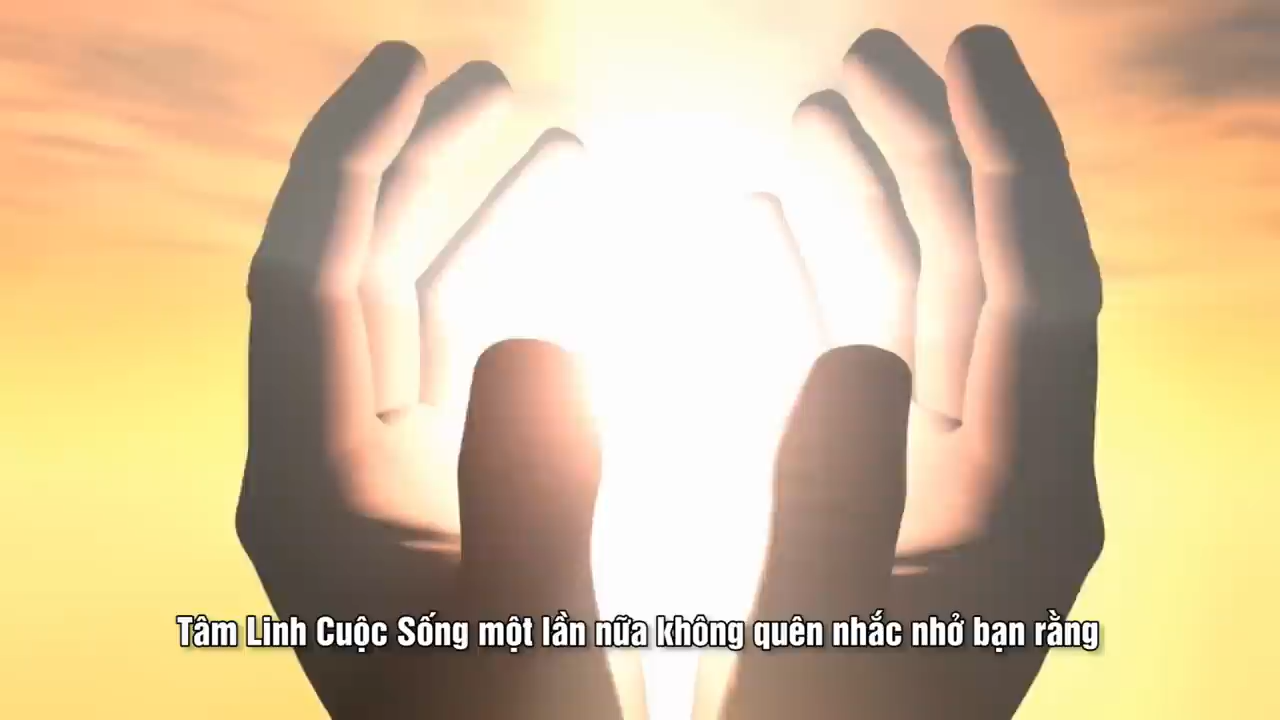 Tâm Linh Cuộc Sống một lần nữa không quên nhắc nhở bạn rằng